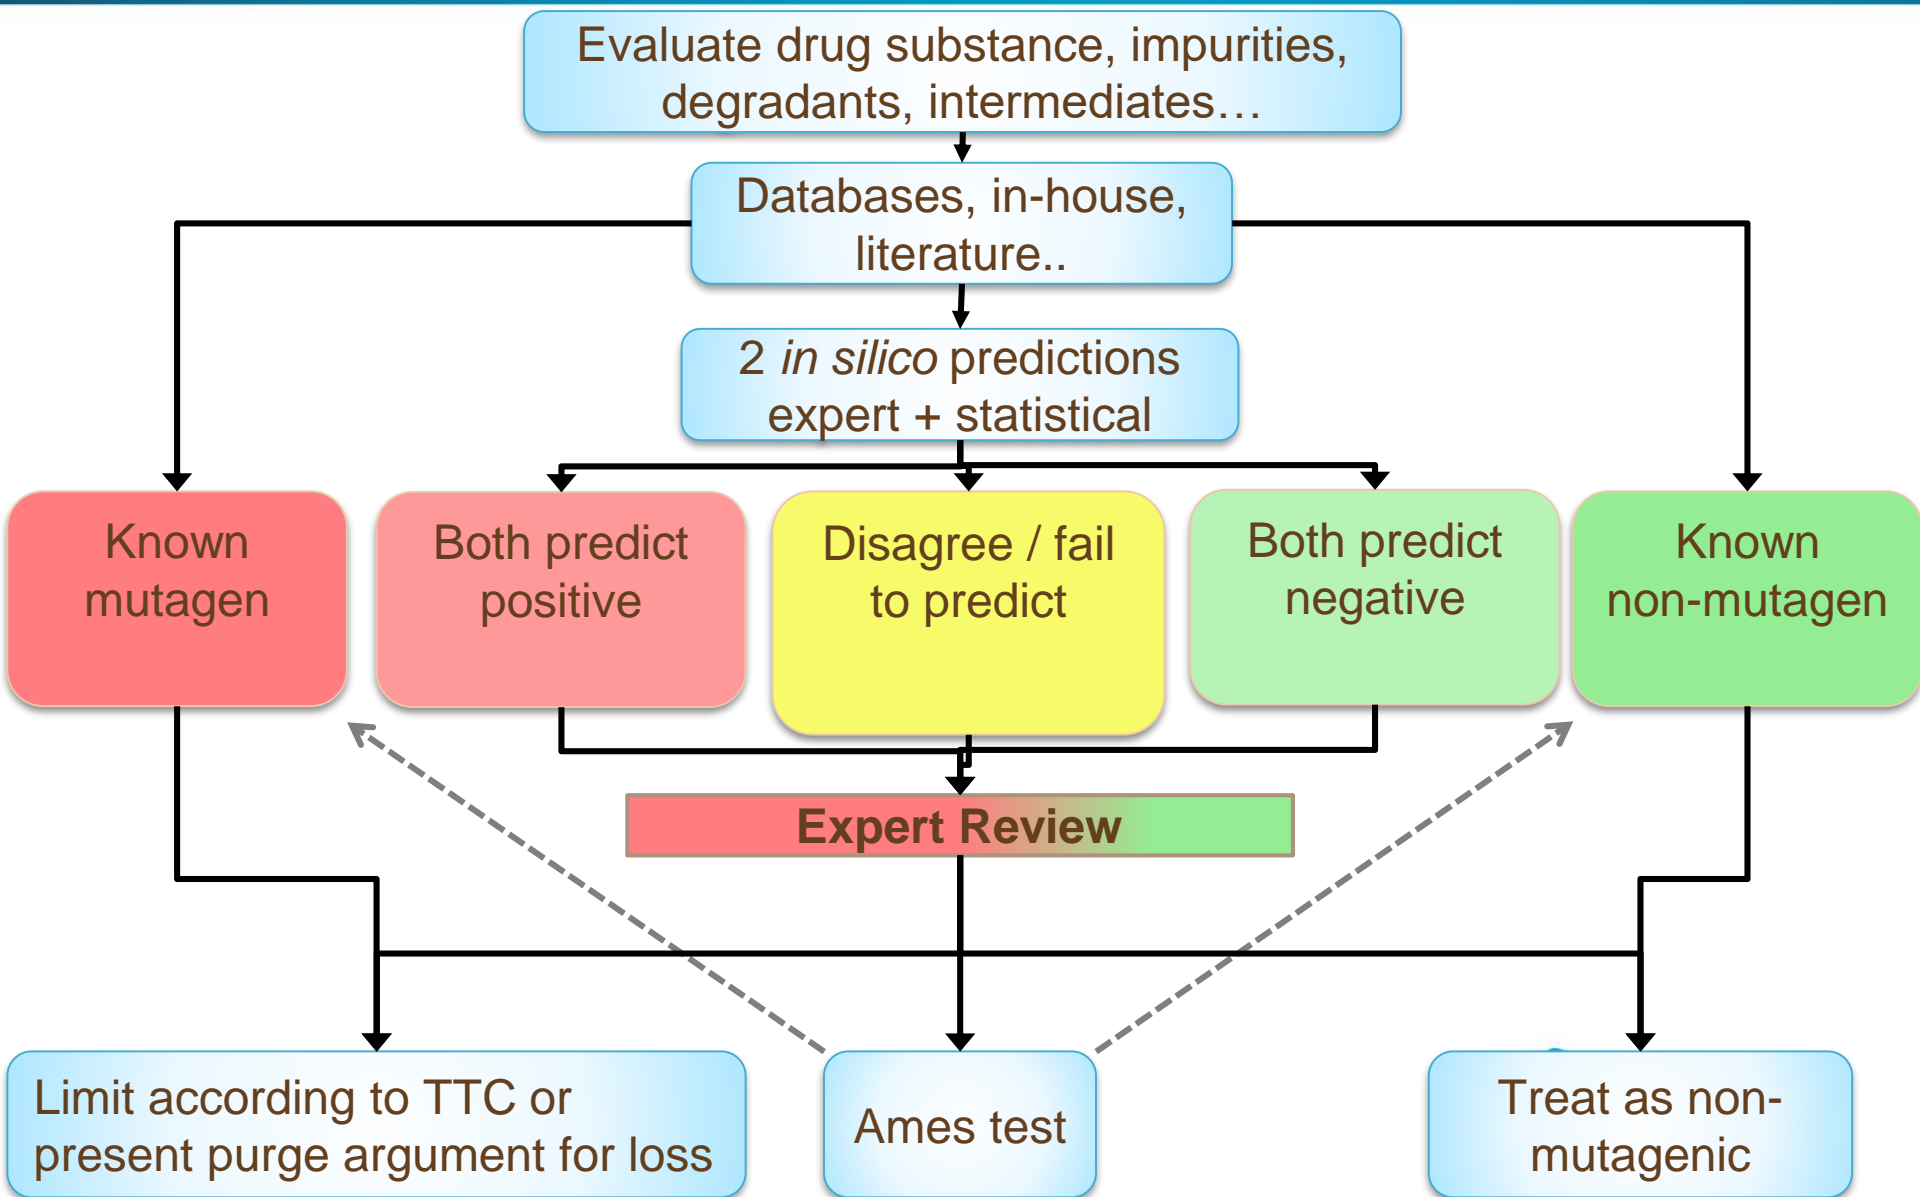 Evaluate drug substance, impurities,
degradants, intermediates…
Databases, in-house,
literature..
2 in silico predictions
expert + statistical
Known
mutagen
Both predict
positive
Disagree / fail
to predict
Both predict
negative
Known
non-mutagen
Expert Review
Limit according to TTC or
present purge argument for loss
Ames test
Treat as non-
mutagenic